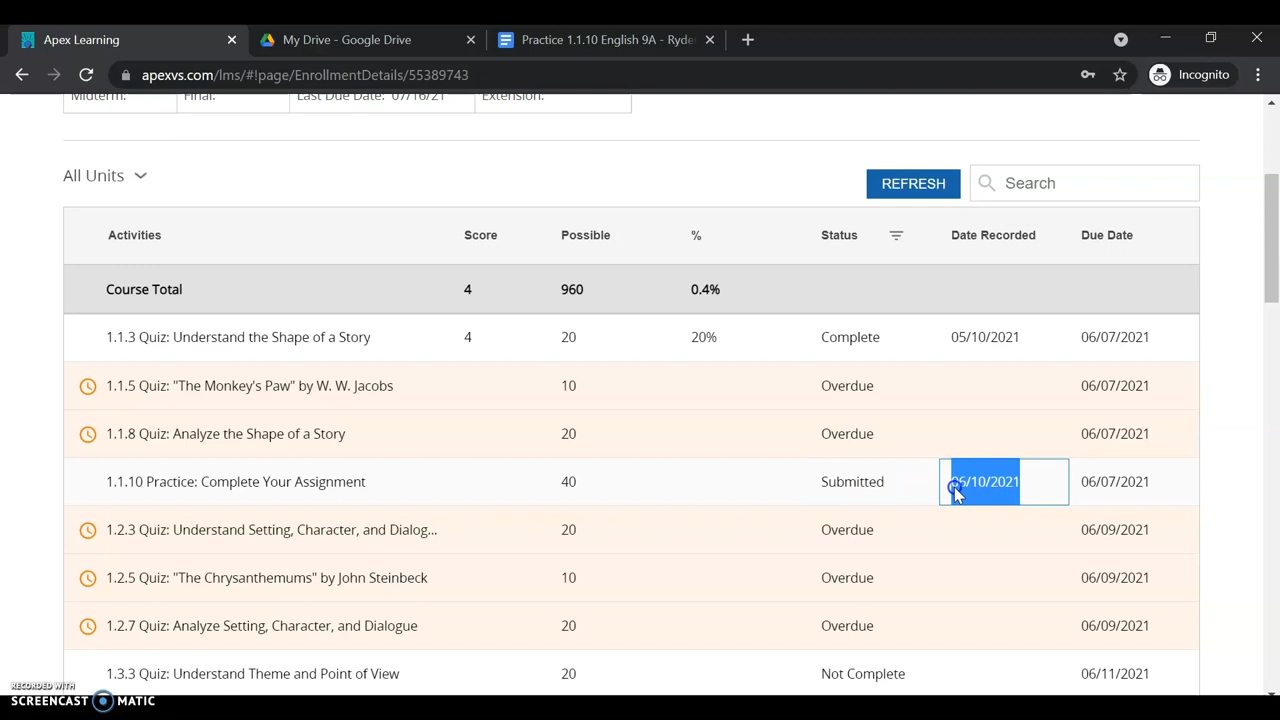 Apex Learning My Drive - Google Drive Practice 1.1.10 English 9A - Ryde
apexvs.com/lms/#!page/EnrollmentDetails/55389743 Incognito
Midterm: Final: Last Due Date: 07/16/21 Extension:
All Units REFRESH Search
Activities Score Possible % Status Date Recorded Due Date
Course Total 4 960 0.4%
1.1.3 Quiz: Understand the Shape of a Story 4 20 20% Complete 05/10/2021 06/07/2021
1.1.5 Quiz: "The Monkey's Paw" by W. W. Jacobs 10 Overdue 06/07/2021
1.1.8 Quiz: Analyze the Shape of a Story 20 Overdue 06/07/2021
1.1.10 Practice: Complete Your Assignment 40 Submitted 06/10/2021 06/07/2021
1.2.3 Quiz: Understand Setting, Character, and Dialog... 20 Overdue 06/09/2021
1.2.5 Quiz: "The Chrysanthemums" by John Steinbeck 10 Overdue 06/09/2021
1.2.7 Quiz: Analyze Setting, Character, and Dialogue 20 Overdue 06/09/2021
1.3.3 Quiz: Understand Theme and Point of View 20 Not Complete 06/11/2021
RECORDED WITH
SCREENCAST MATIC